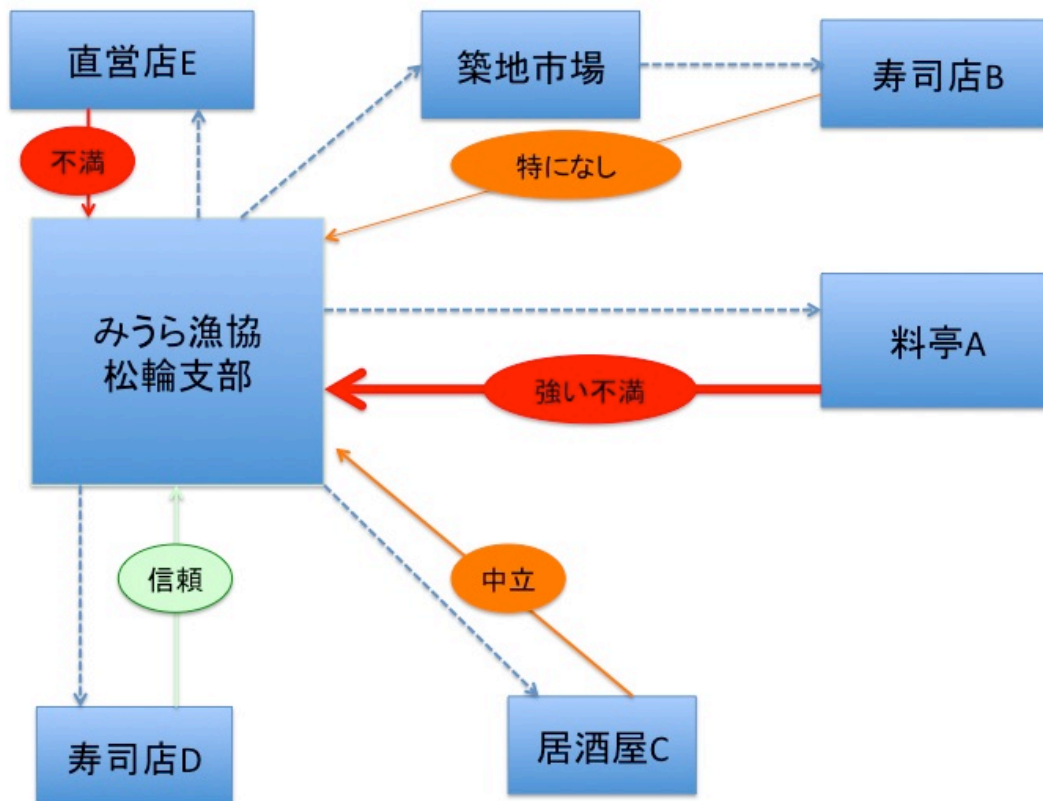 直営店E
築地市場
寿司店B
不満
特になし
みうら漁協
松輪支部
料亭A
強い不満
信頼
中立
寿司店D
居酒屋C